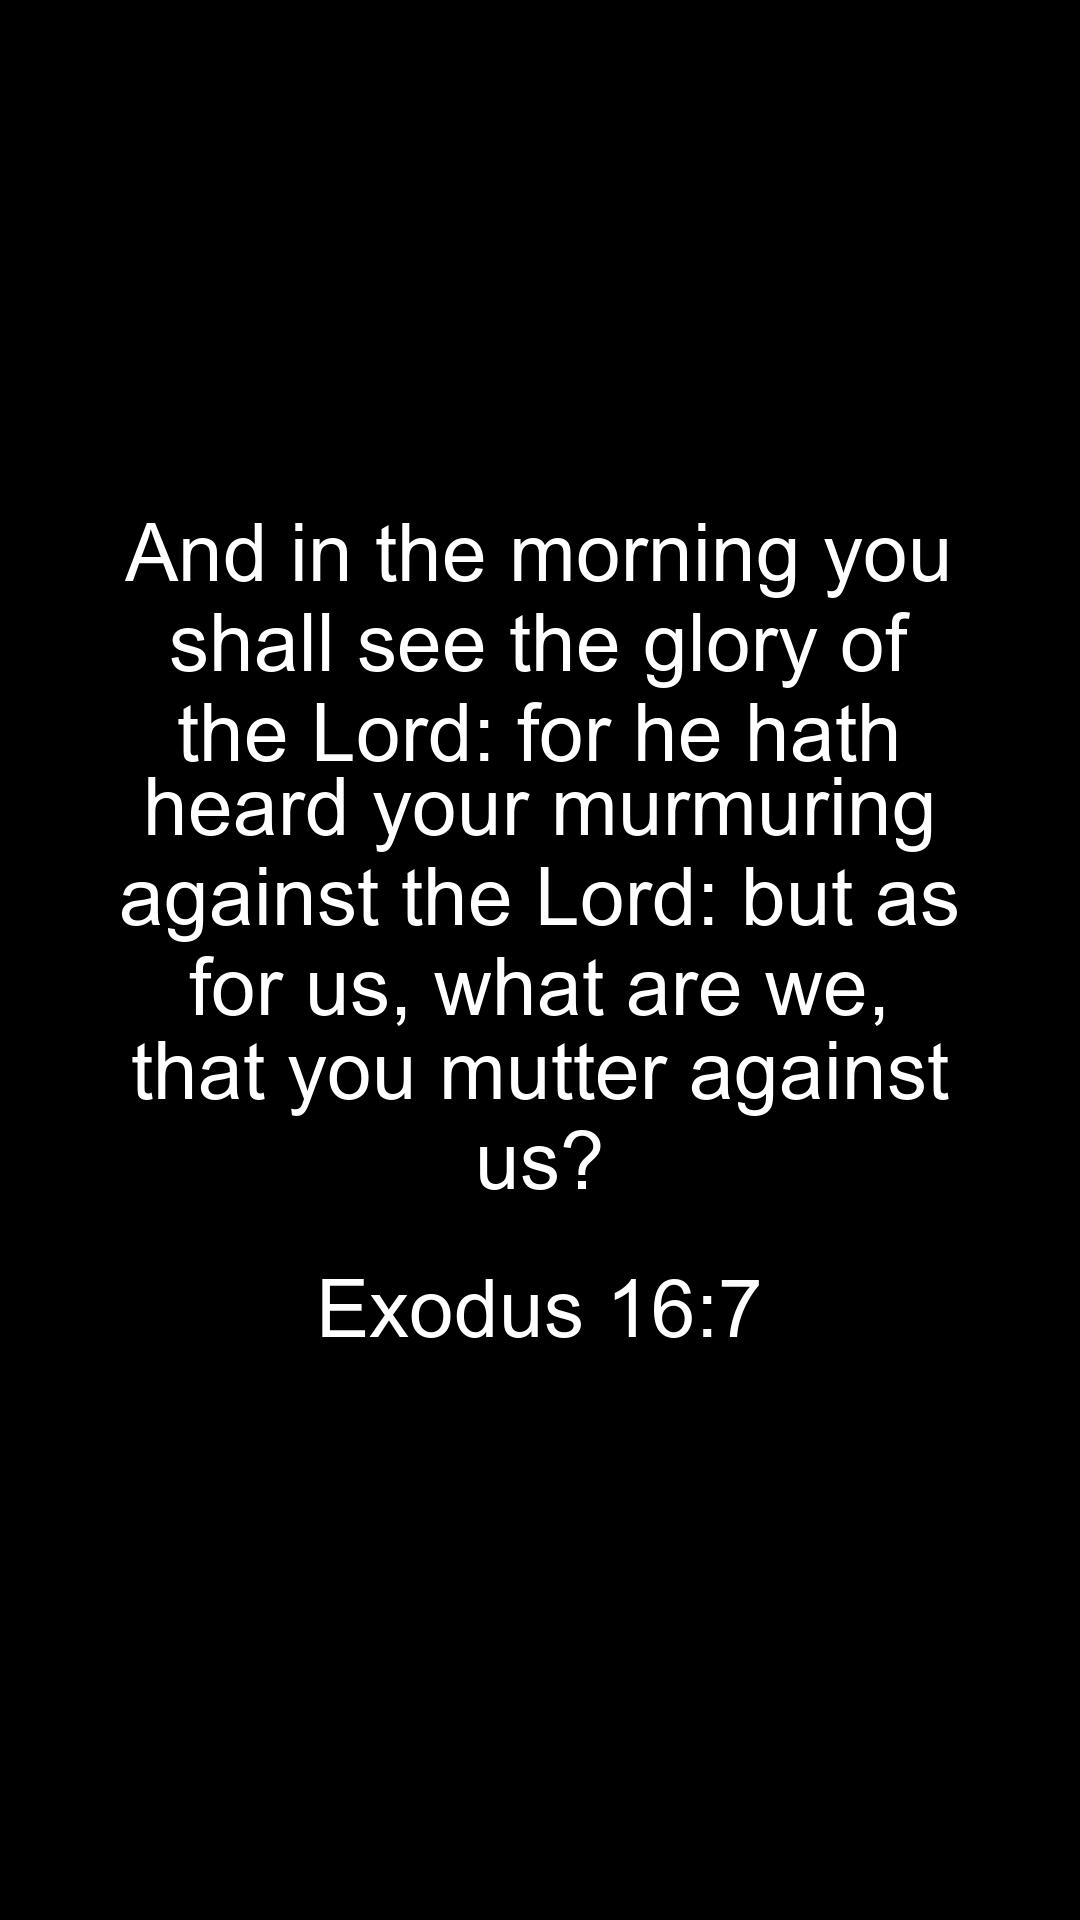 And in the morning you
shall see the glory of
the Lord: for he hath
heard your murmuring
against the Lord: but as
for us, what are we,
that you mutter against
us?
Exodus 16:7